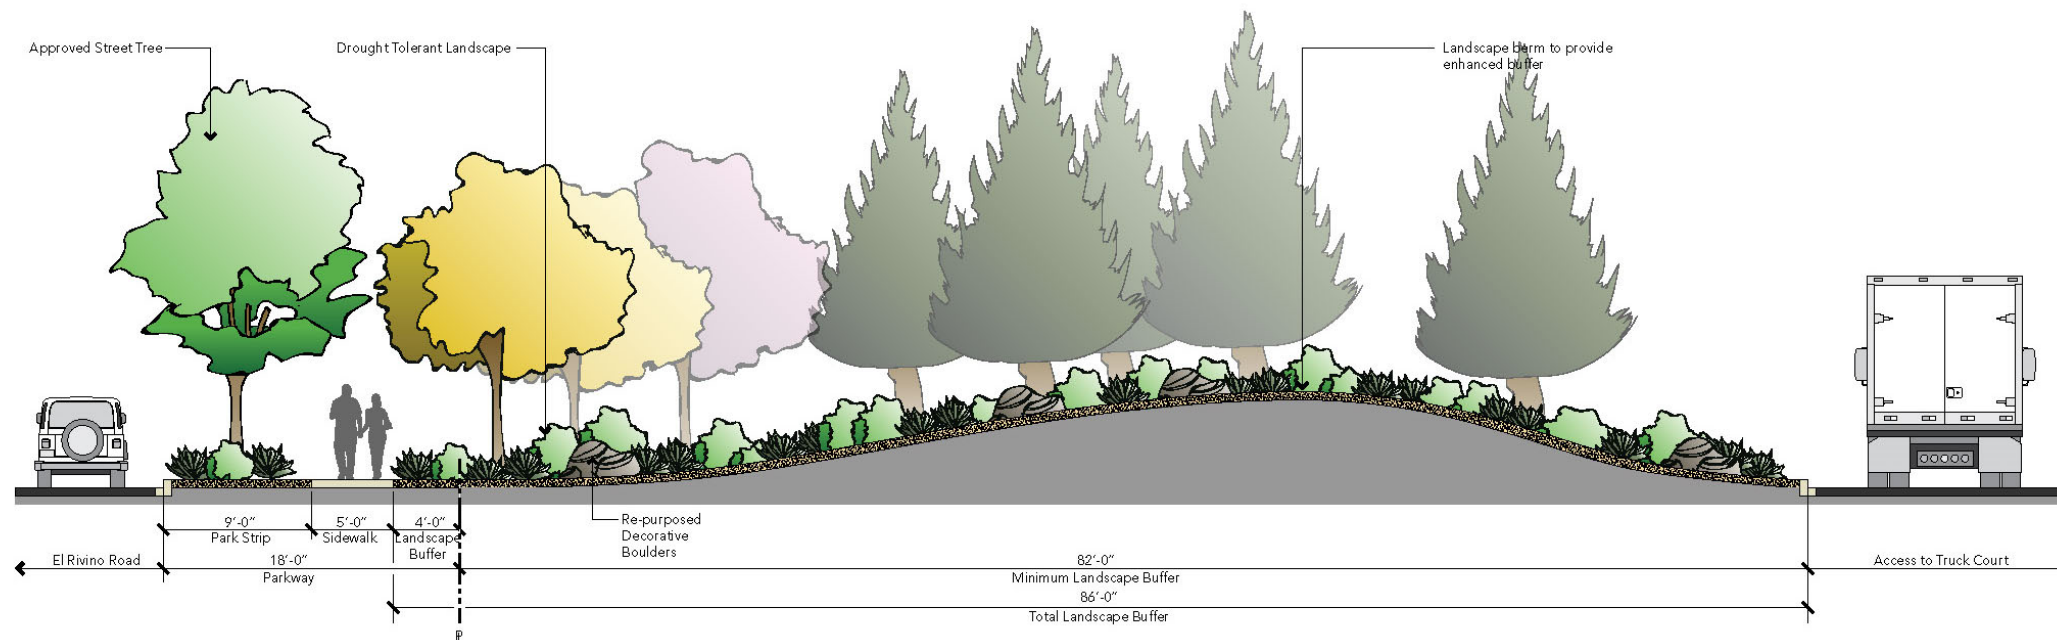 Approved Street Tree
Drought Tolerant Landscape
Landscape berm to provide
enhanced buffer
9'-0"
Park Strip
5'-0"
Sidewalk
4'-0"
Landscape
Buffer
Re-purposed
Decorative
Boulders
El Rivino Road
18'-0"
Parkway
82'-0"
Minimum Landscape Buffer
Access to Truck Court
86'-0"
Total Landscape Buffer
℄